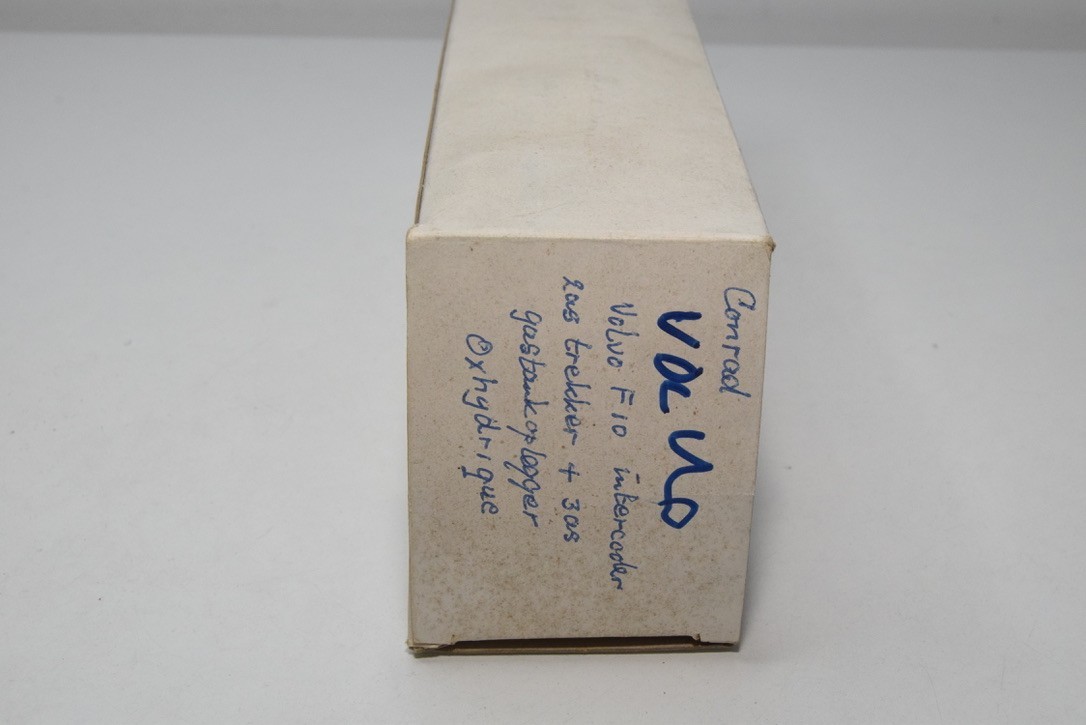 Conrad
VOLVO
Volvo F10 intercooler
2as trekker + 3as
gastankoplegger
Oxhydrique